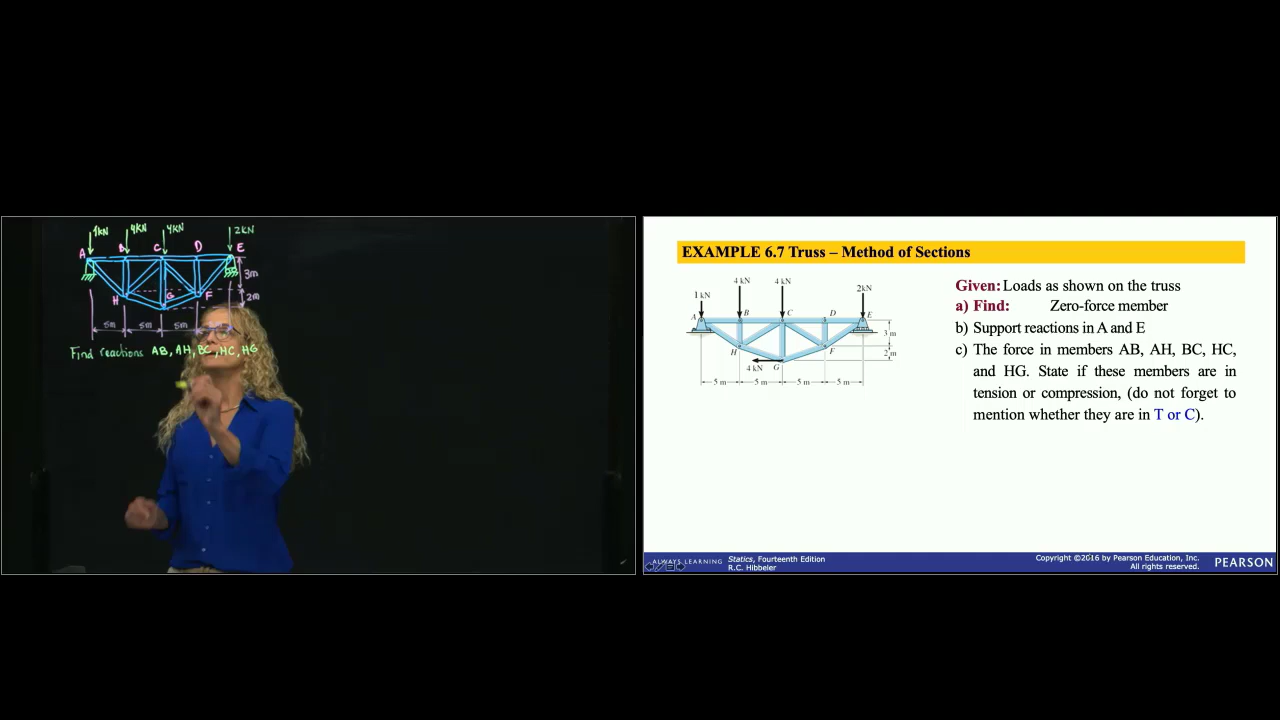 1kN 4kN 4kN 2kN
A B C D E
3m
H G F
2m
5m 5m 5m
Find reactions AB, AH, BC, HC, HG
EXAMPLE 6.7 Truss – Method of Sections
4 kN 4 kN
1 kN 2kN
A B C D E
3 m
H F
2 m
4 kN G
5 m 5 m 5 m 5 m
Given: Loads as shown on the truss
a) Find: Zero-force member
b) Support reactions in A and E
c) The force in members AB, AH, BC, HC,
and HG. State if these members are in
tension or compression, (do not forget to
mention whether they are in T or C).
ALWAYS LEARNING
Statics, Fourteenth Edition
R.C. Hibbeler
Copyright ©2016 by Pearson Education, Inc.
All rights reserved.
PEARSON